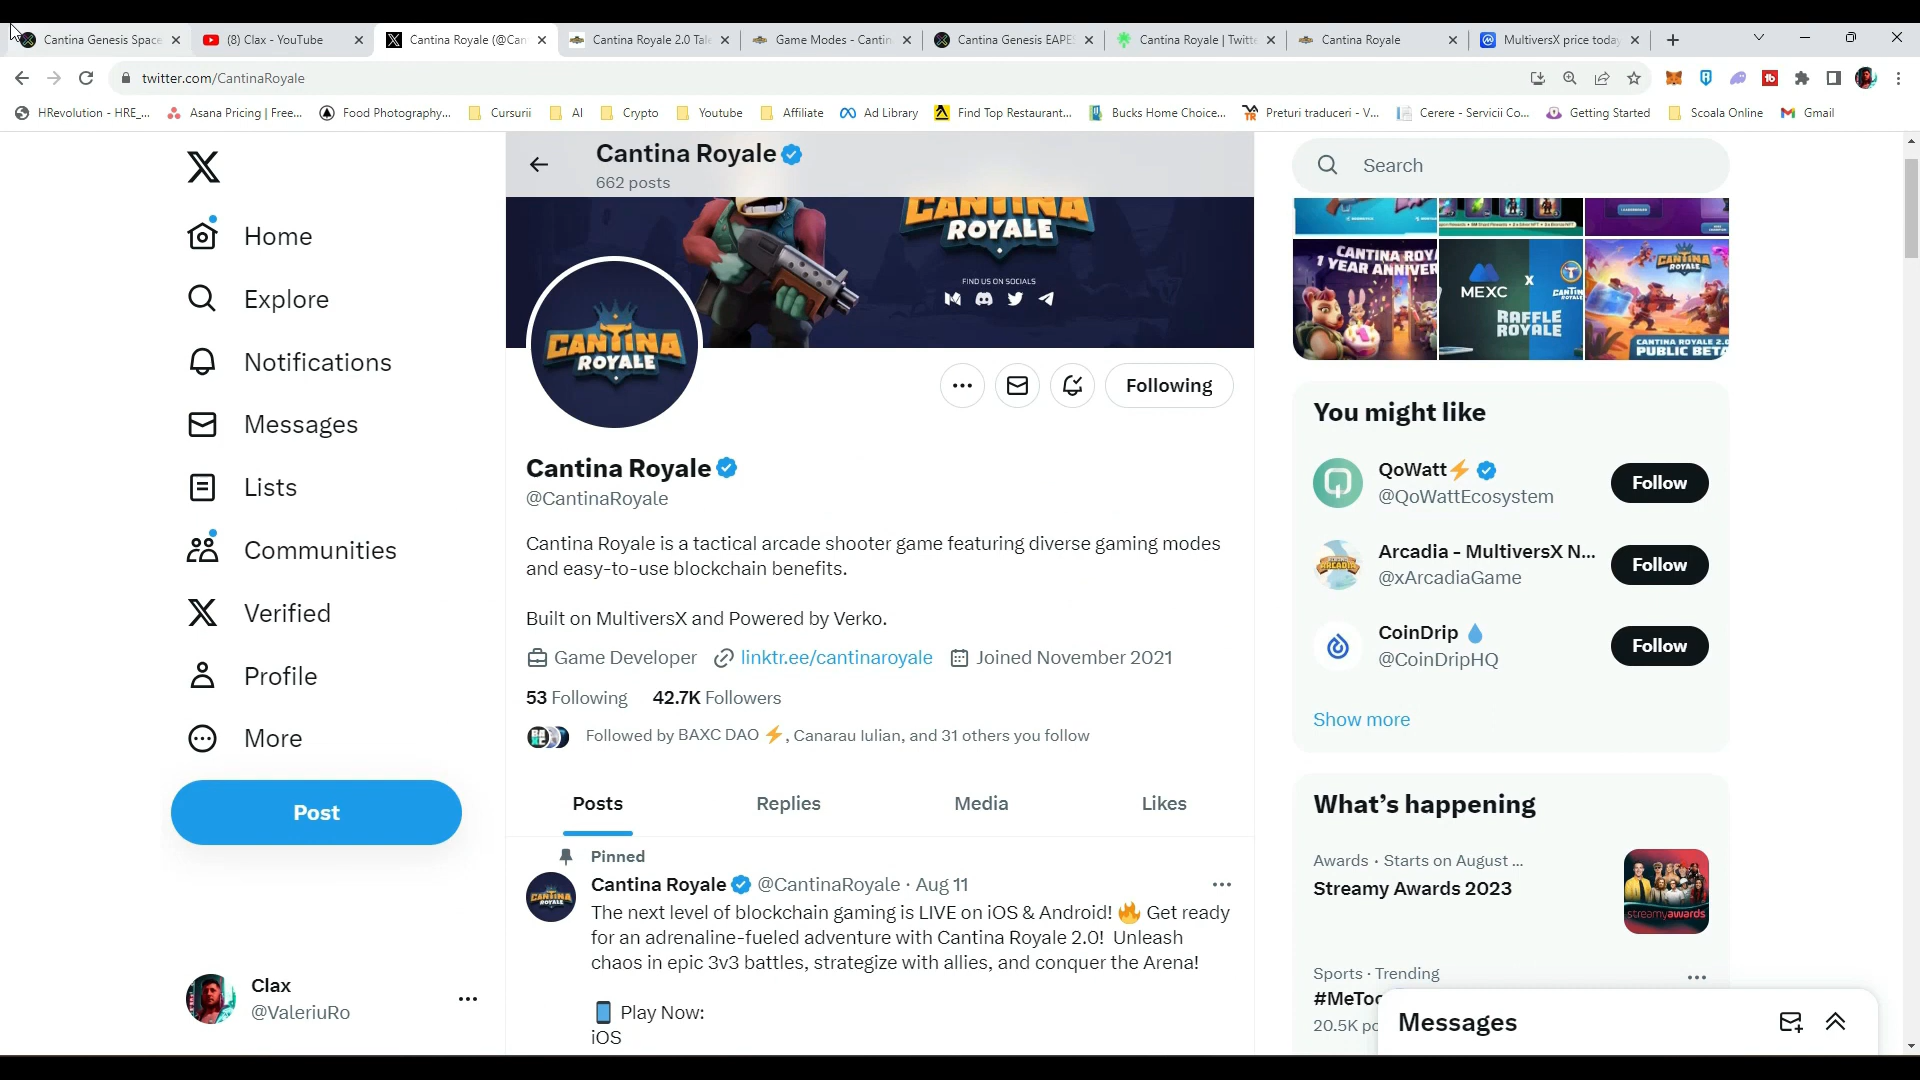 Cantina Genesis Space
(8) Clax - YouTube
Cantina Royale (@Can
Cantina Royale 2.0 Tale
Game Modes - Cantin
Cantina Genesis EAPES
Cantina Royale | Twitte
Cantina Royale
MultiversX price today
twitter.com/CantinaRoyale
HRevolution - HRE_...
Asana Pricing | Free...
Food Photography...
Cursurii
AI
Crypto
Youtube
Affiliate
Ad Library
Find Top Restaurant...
Bucks Home Choice...
Preturi traduceri - V...
Cerere - Servicii Co...
Getting Started
Scoala Online
Gmail
Home
Explore
Notifications
Messages
Lists
Communities
Verified
Profile
More
Post
Clax
@ValeriuRo
Cantina Royale
662 posts
CANTINA
ROYALE
FIND US ON SOCIALS
CANTINA
ROYALE
Following
Cantina Royale
@CantinaRoyale
Cantina Royale is a tactical arcade shooter game featuring diverse gaming modes
and easy-to-use blockchain benefits.
Built on MultiversX and Powered by Verko.
Game Developer linktr.ee/cantinaroyale Joined November 2021
53 Following 42.7K Followers
Followed by BAXC DAO ⚡, Canarau Iulian, and 31 others you follow
Posts
Replies
Media
Likes
Pinned
Cantina Royale @CantinaRoyale · Aug 11
The next level of blockchain gaming is LIVE on iOS & Android! 🔥 Get ready
for an adrenaline-fueled adventure with Cantina Royale 2.0! Unleash
chaos in epic 3v3 battles, strategize with allies, and conquer the Arena!
📱 Play Now:
iOS
Search
CANTINA ROYA
1 YEAR ANNIVER
MEXC X CANTIN
ROYALE
RAFFLE
ROYALE
CANTINA
ROYALE
CANTINA ROYALE 2.0
PUBLIC BETA
You might like
QoWatt⚡
@QoWattEcosystem
Follow
Arcadia - MultiversX N...
@xArcadiaGame
Follow
CoinDrip 💧
@CoinDripHQ
Follow
Show more
What's happening
Awards · Starts on August ...
Streamy Awards 2023
streamyawards
Sports · Trending
#MeToo
20.5K po
Messages